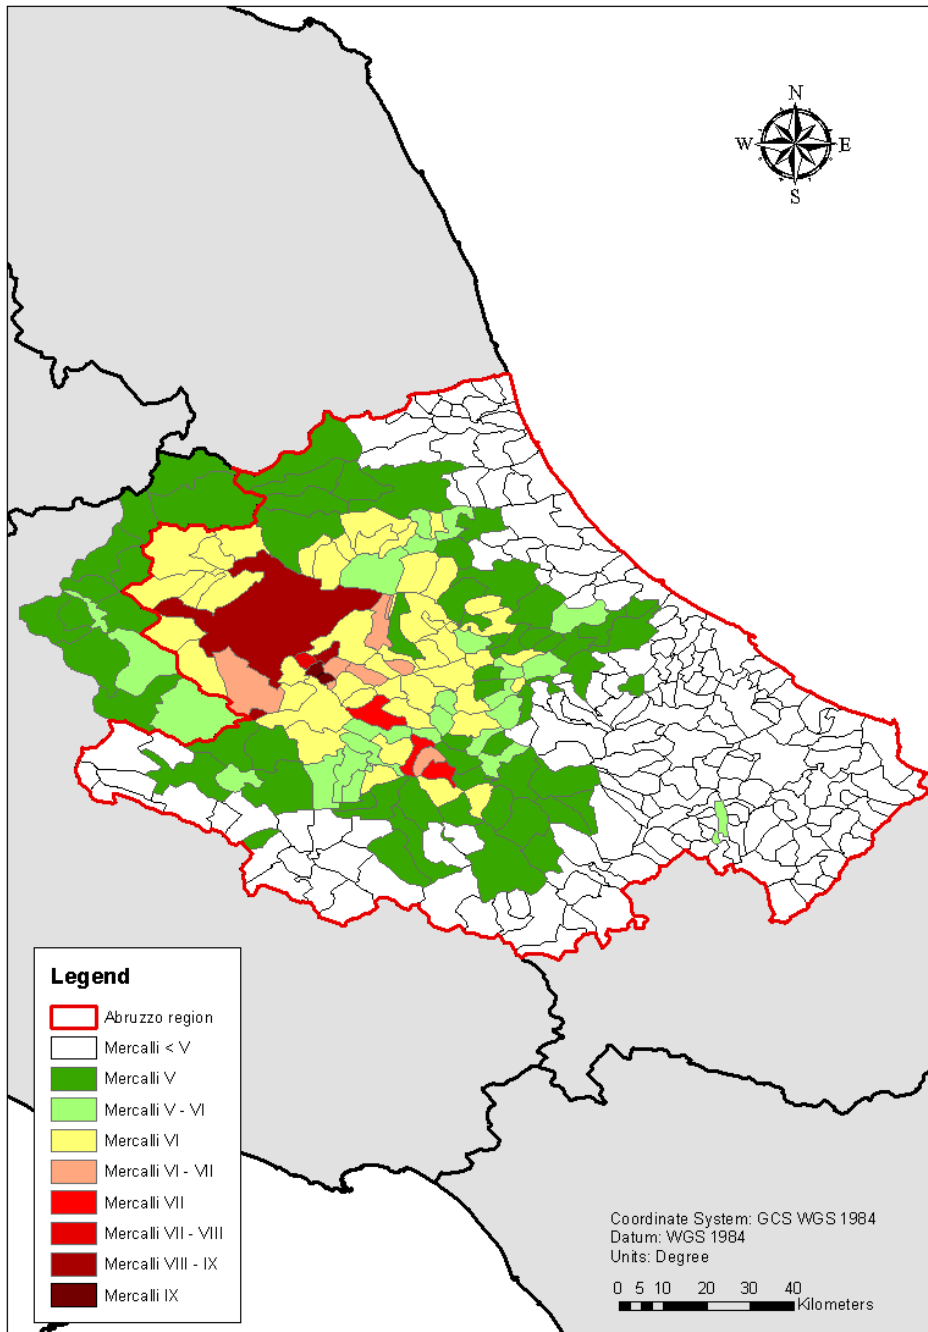 N
W E
S
Legend
Abruzzo region
Mercalli < V
Mercalli V
Mercalli V - VI
Mercalli VI
Mercalli VI - VII
Mercalli VII
Mercalli VII - VIII
Mercalli VIII - IX
Mercalli IX
Coordinate System: GCS WGS 1984
Datum: WGS 1984
Units: Degree
0 5 10 20 30 40
Kilometers